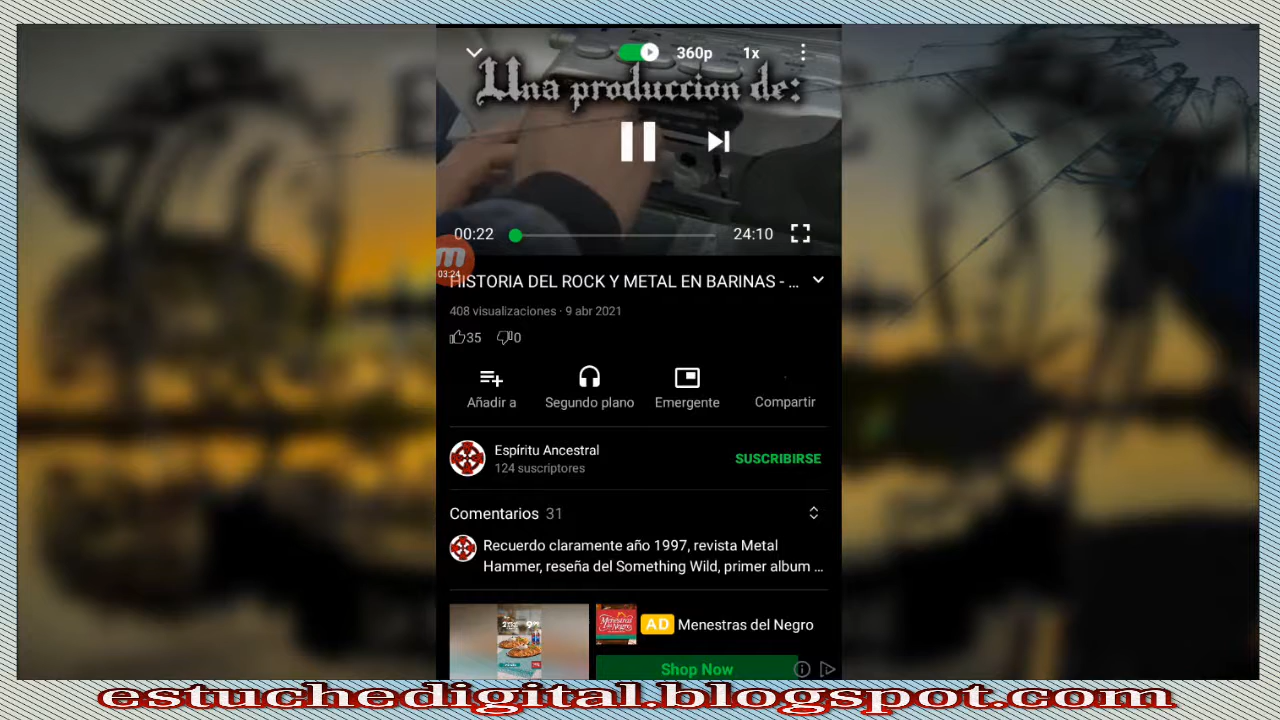 360p 1x
Una produccion de:
00:22 24:10
m
03:24
HISTORIA DEL ROCK Y METAL EN BARINAS - ...
408 visualizaciones · 9 abr 2021
35 0
Añadir a Segundo plano Emergente Compartir
Espíritu Ancestral
124 suscriptores
SUSCRIBIRSE
Comentarios 31
Recuerdo claramente año 1997, revista Metal
Hammer, reseña del Something Wild, primer album ...
Menestras del Negro
AD Menestras del Negro
Shop Now
estuchedigital.blogspot.com